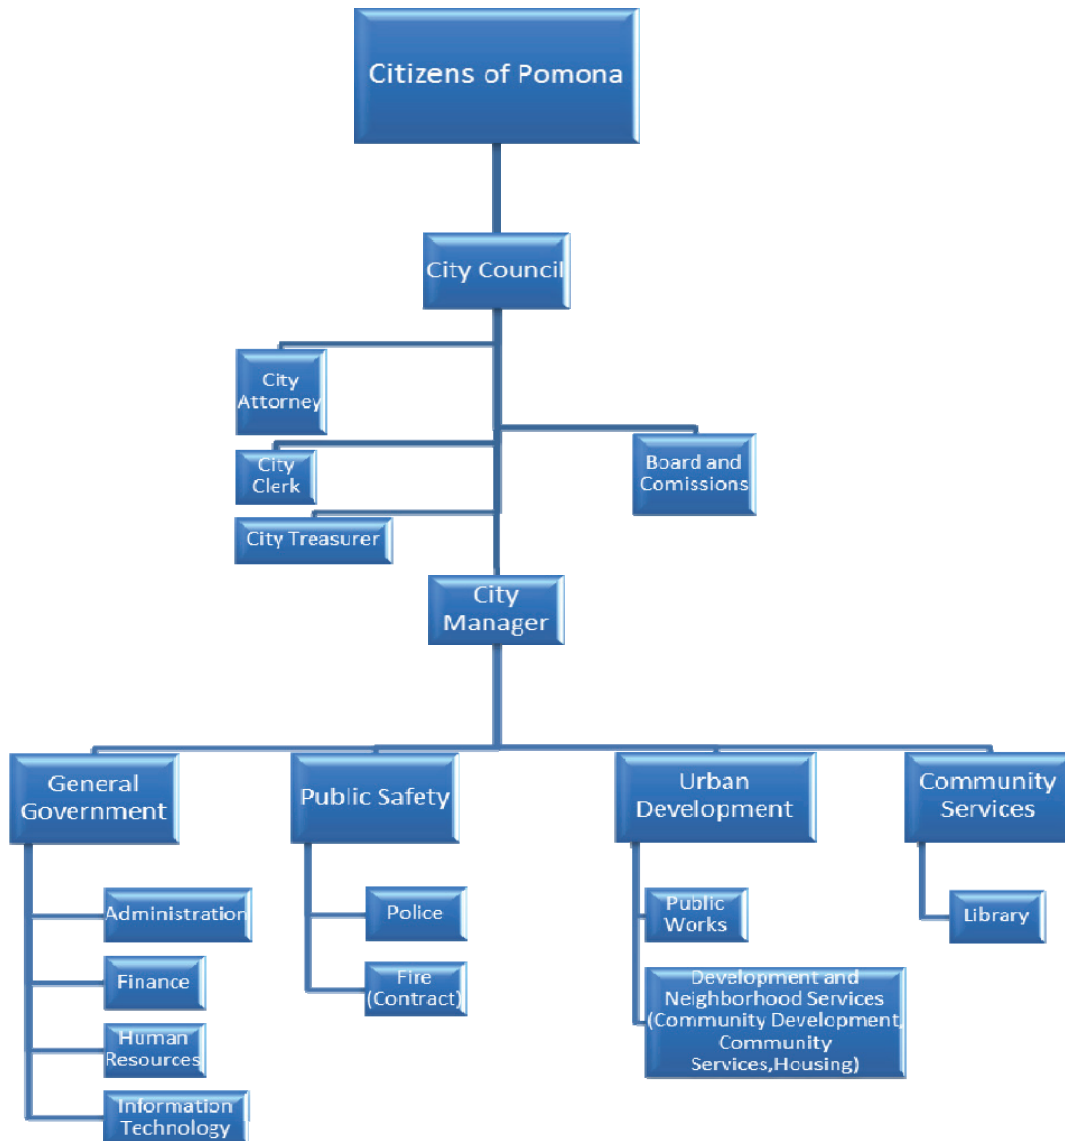 Citizens of Pomona
City Council
City
Attorney
City
Clerk
City Treasurer
Board and
Comissions
City
Manager
General
Government
Administration
Finance
Human
Resources
Information
Technology
Public Safety
Police
Fire
(Contract)
Urban
Development
Public
Works
Development and
Neighborhood Services
(Community Development,
Community
Services,Housing)
Community
Services
Library